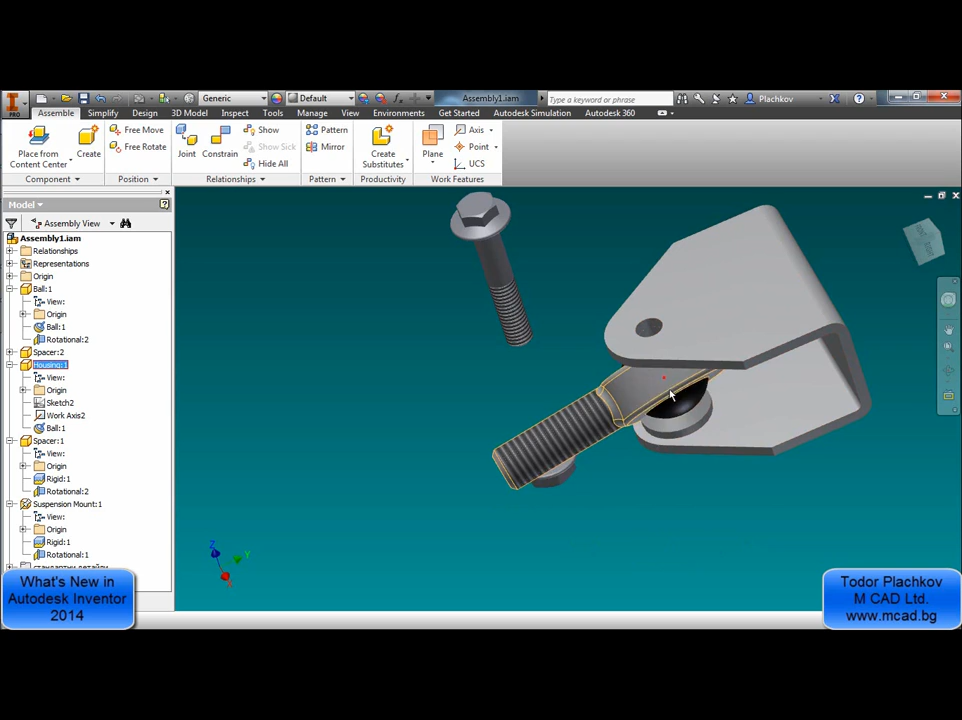 PRO
Generic
Default
Assembly1.iam
Type a keyword or phrase
Plachkov
Assemble
Simplify
Design
3D Model
Inspect
Tools
Manage
View
Environments
Get Started
Autodesk Simulation
Autodesk 360
Place from
Content Center
Create
Free Move
Free Rotate
Joint
Constrain
Show
Show Sick
Hide All
Pattern
Mirror
Create
Substitutes
Plane
Axis
Point
UCS
Component
Position
Relationships
Pattern
Productivity
Work Features
Model
Assembly View
Assembly1.iam
Relationships
Representations
Origin
Ball:1
View:
Origin
Ball:1
Rotational:2
Spacer:2
Housing:1
View:
Origin
Sketch2
Work Axis2
Ball:1
Spacer:1
View:
Origin
Rigid:1
Rotational:2
Suspension Mount:1
View:
Origin
Rigid:1
Rotational:1
Z
Y
X
What's New in
Autodesk Inventor
2014
Todor Plachkov
M CAD Ltd.
www.mcad.bg